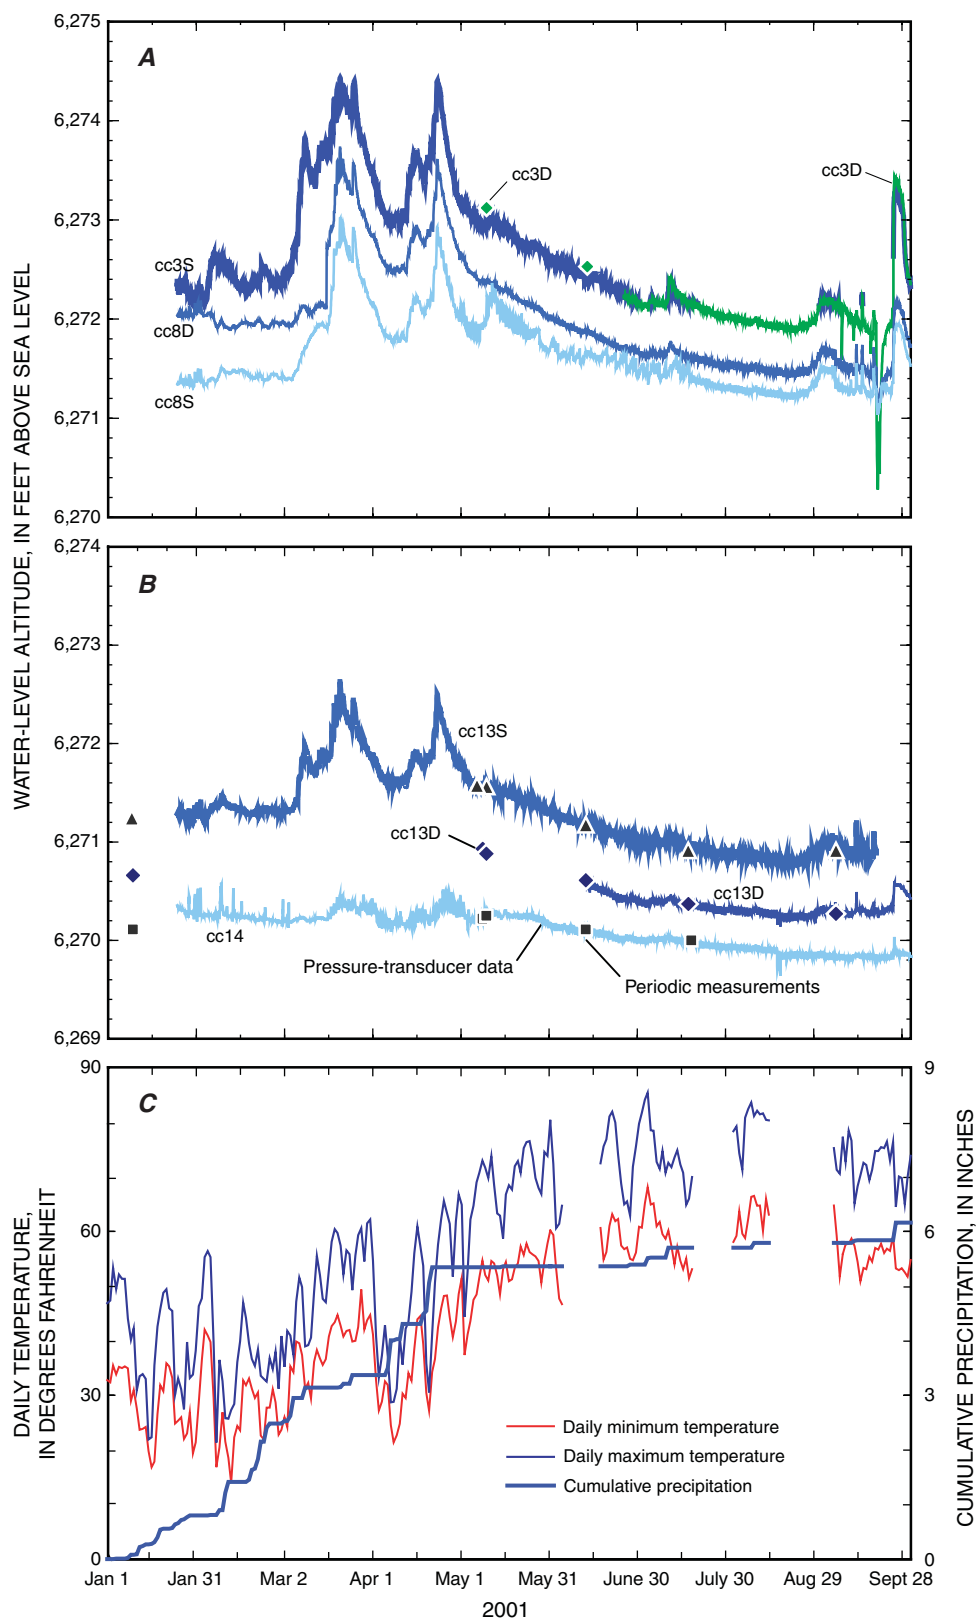 WATER-LEVEL ALTITUDE, IN FEET ABOVE SEA LEVEL
6,275
6,274
6,273
6,272
6,271
6,270
A
cc3D
cc3D
cc3S
cc8D
cc8S
6,274
6,273
6,272
6,271
6,270
6,269
B
cc13S
cc13D
cc13D
cc14
Pressure-transducer data
Periodic measurements
DAILY TEMPERATURE,
IN DEGREES FAHRENHEIT
90
60
30
0
C
Daily minimum temperature
Daily maximum temperature
Cumulative precipitation
9
6
3
0
CUMULATIVE PRECIPITATION, IN INCHES
Jan 1 Jan 31 Mar 2 Apr 1 May 1 May 31 June 30 July 30 Aug 29 Sept 28
2001